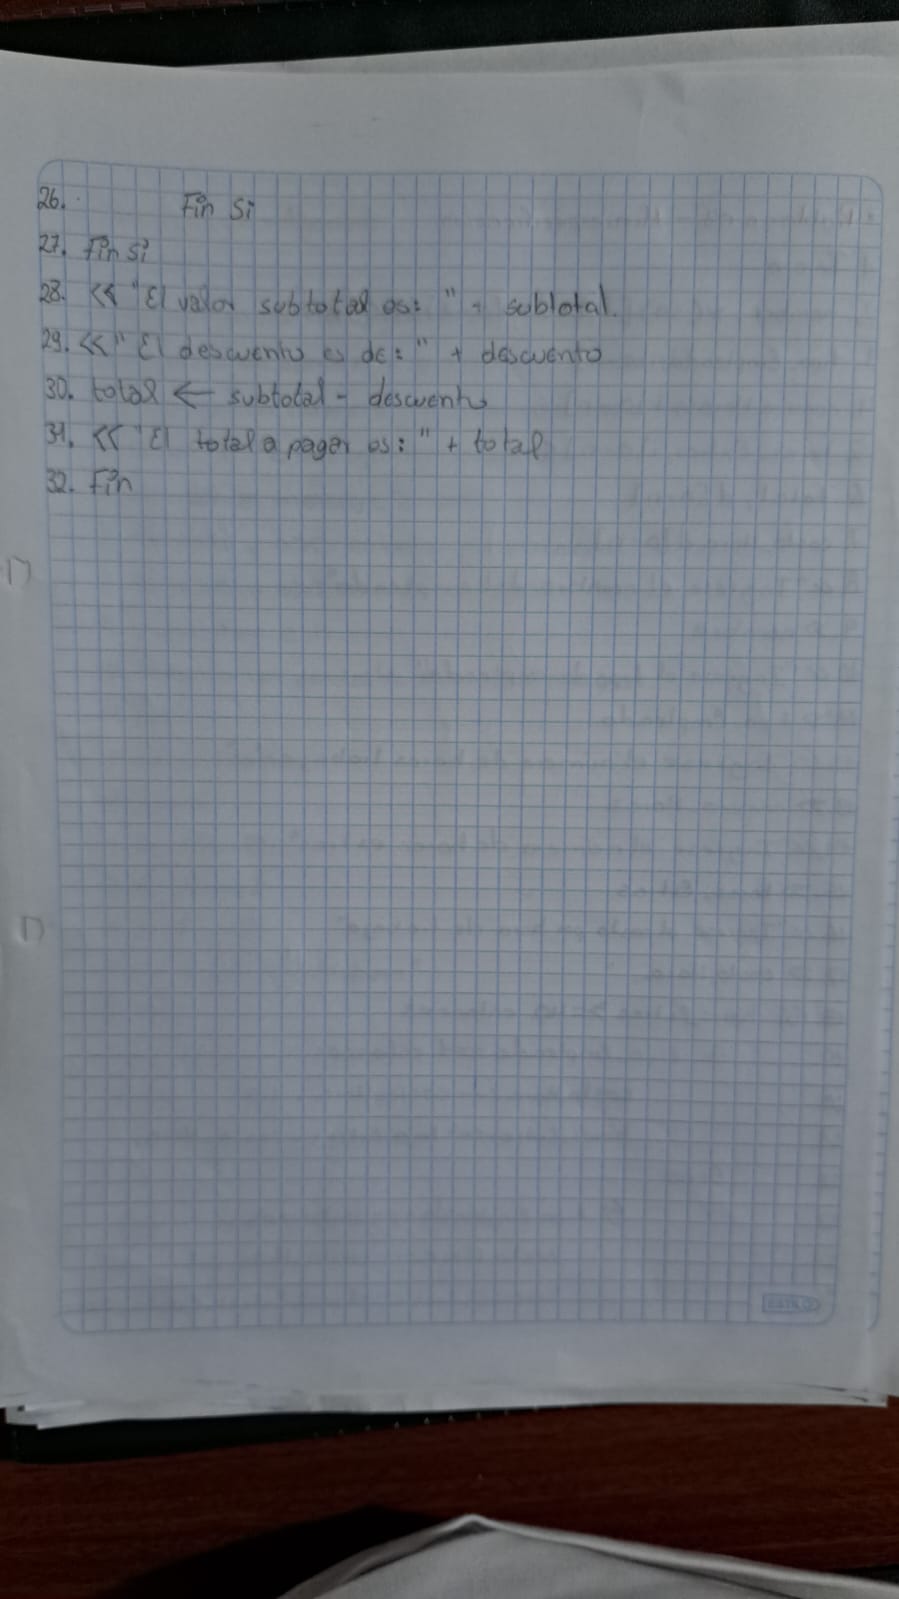 26. Fin Si
27. Fin si
28. << "El valor subtotal es: " + subtotal.
29. << "El descuento es de: " + descuento
30. total ← subtotal - descuento
31. << "El total a pagar es: " + total
32. Fin